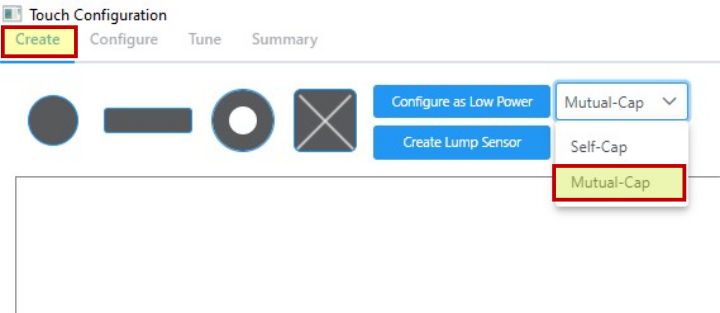 Touch Configuration
Create Configure Tune Summary
Configure as Low Power Mutual-Cap
Create Lump Sensor Self-Cap
Mutual-Cap